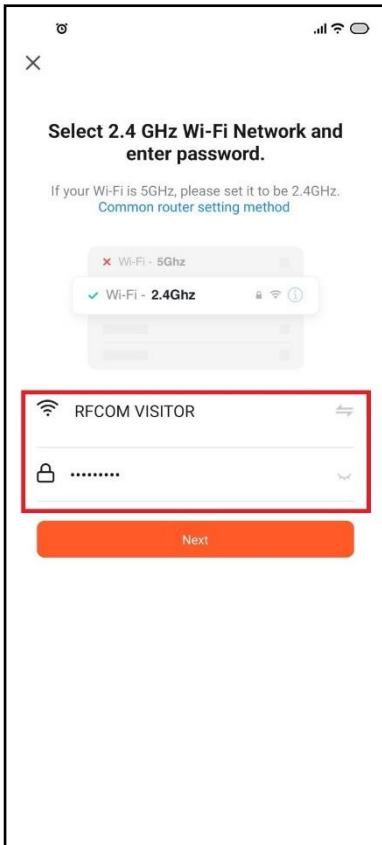 Select 2.4 GHz Wi-Fi Network and
enter password.
If your Wi-Fi is 5GHz, please set it to be 2.4GHz.
Common router setting method
Wi-Fi - 5Ghz
Wi-Fi - 2.4Ghz
RFCOM VISITOR
•••••••••
Next